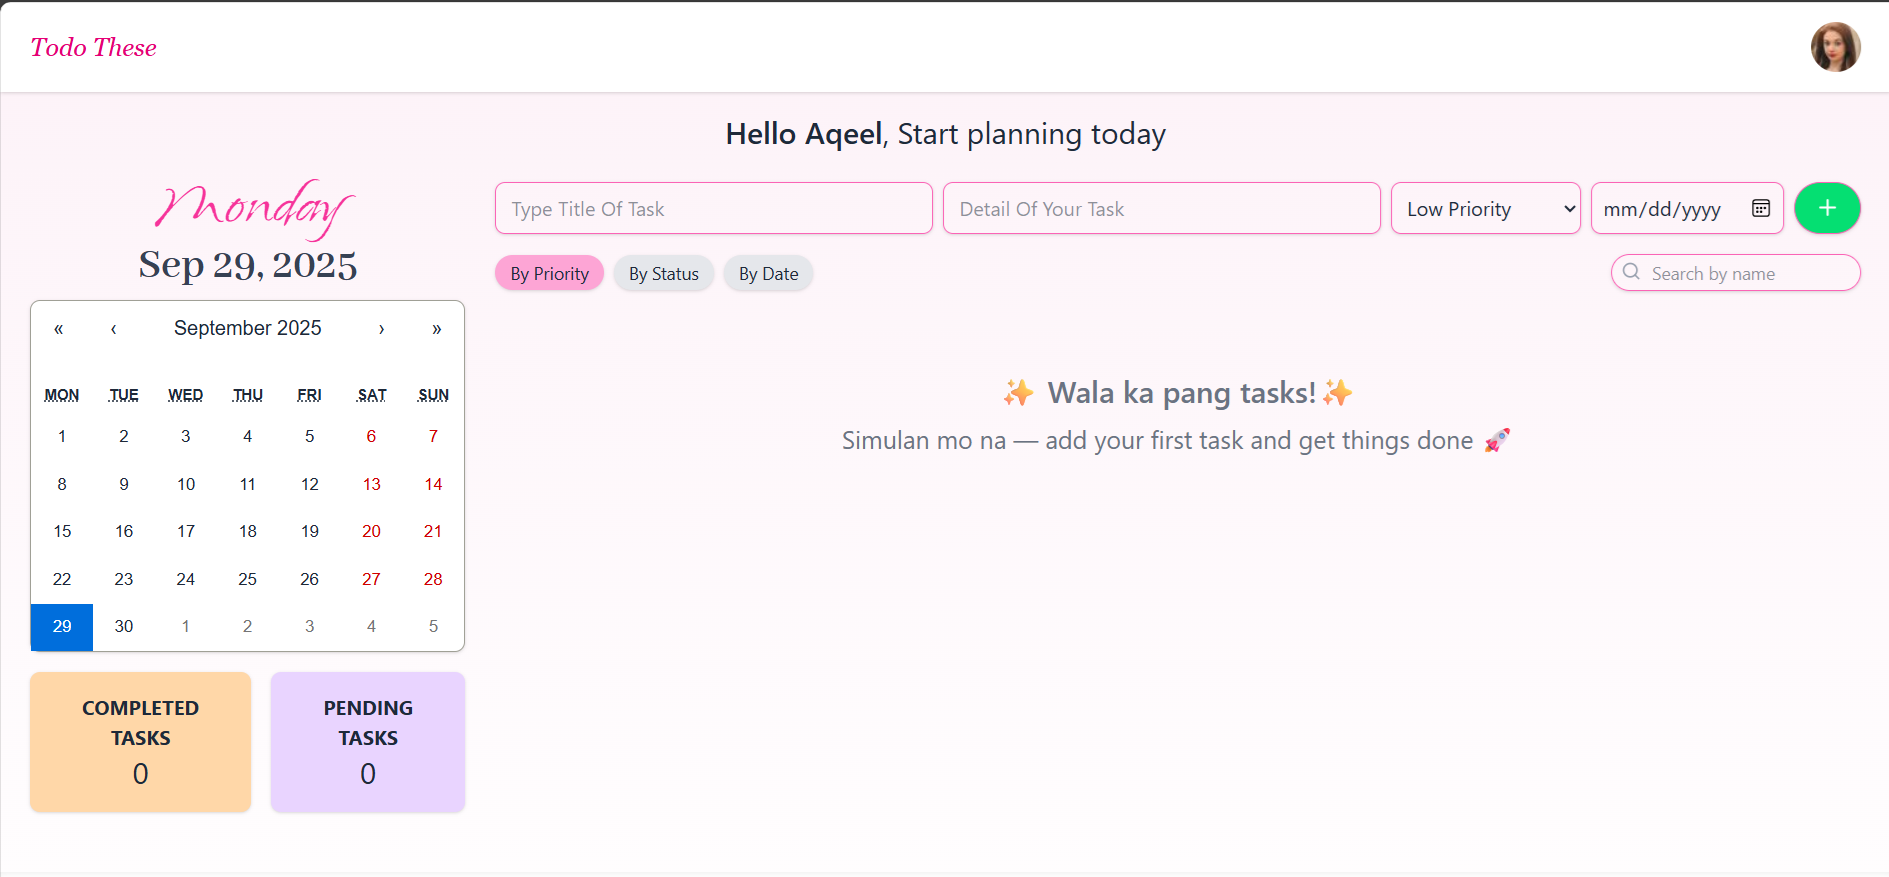 Todo These
Hello Aqeel, Start planning today
Monday
Sep 29, 2025
« ‹ September 2025 › »
MON TUE WED THU FRI SAT SUN
1 2 3 4 5 6 7
8 9 10 11 12 13 14
15 16 17 18 19 20 21
22 23 24 25 26 27 28
29 30 1 2 3 4 5
COMPLETED
TASKS
0
PENDING
TASKS
0
Type Title Of Task
Detail Of Your Task
Low Priority
mm/dd/yyyy
+
By Priority
By Status
By Date
Search by name
✨ Wala ka pang tasks!✨
Simulan mo na — add your first task and get things done 🚀